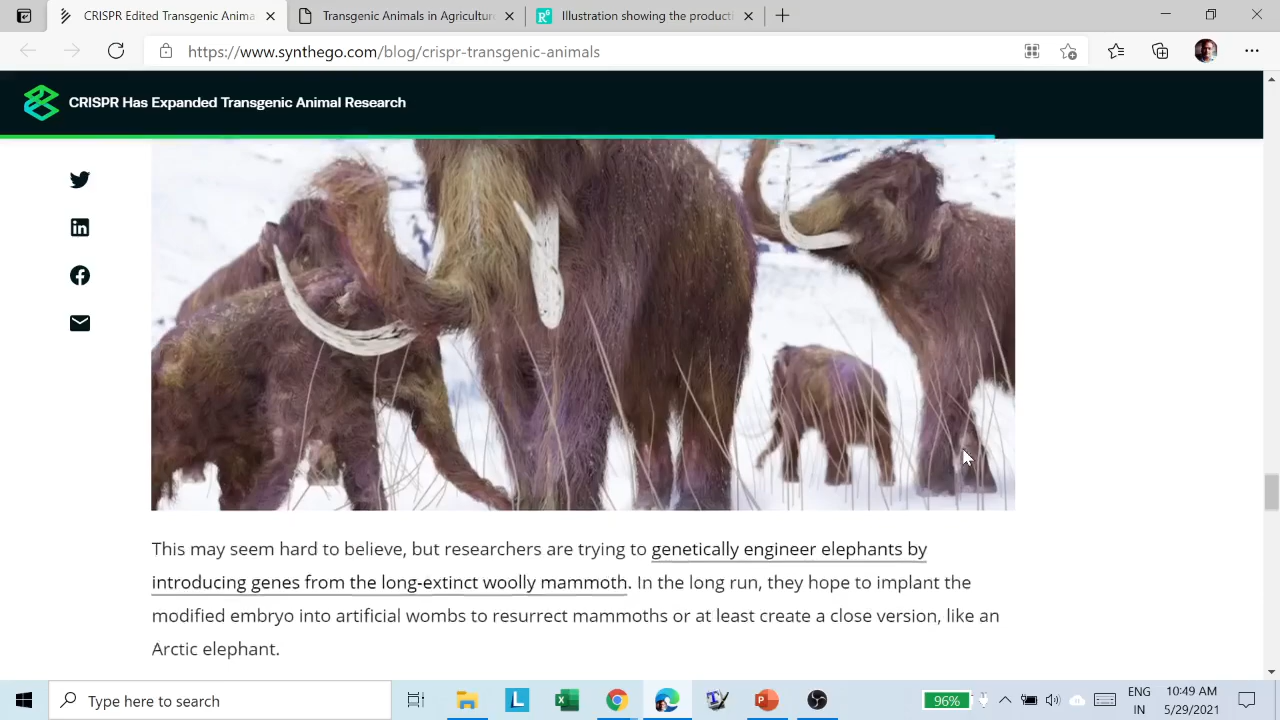 CRISPR Edited Transgenic Anima
Transgenic Animals in Agricultur
Illustration showing the producti
https://www.synthego.com/blog/crispr-transgenic-animals
CRISPR Has Expanded Transgenic Animal Research
This may seem hard to believe, but researchers are trying to genetically engineer elephants by
introducing genes from the long-extinct woolly mammoth. In the long run, they hope to implant the
modified embryo into artificial wombs to resurrect mammoths or at least create a close version, like an
Arctic elephant.
Type here to search
96%
ENG
IN
10:49 AM
5/29/2021